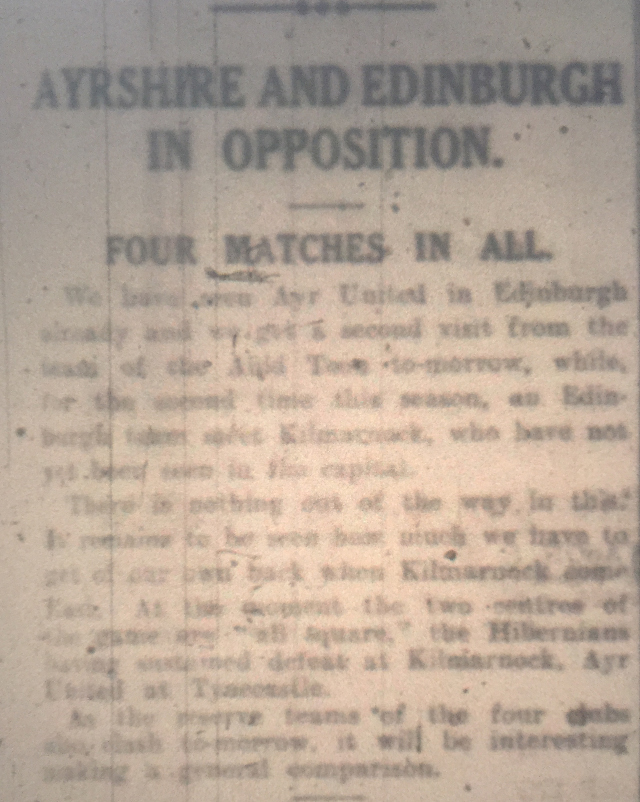 AYRSHIRE AND EDINBURGH
IN OPPOSITION.
FOUR MATCHES IN ALL.
We have seen Ayr United in Edinburgh
already and we get a second visit from the
team of the Auld Toon to-morrow, while,
for the second time this season, an Edin-
burgh team meet Kilmarnock, who have not
yet been seen in the capital.
There is nothing out of the way in this.
It remains to be seen how much we have to
get of our own back when Kilmarnock come
East. At the moment the two centres of
the game are "all square," the Hibernians
having sustained defeat at Kilmarnock, Ayr
United at Tynecastle.
As the reserve teams of the four clubs
also clash to-morrow, it will be interesting
making a general comparison.